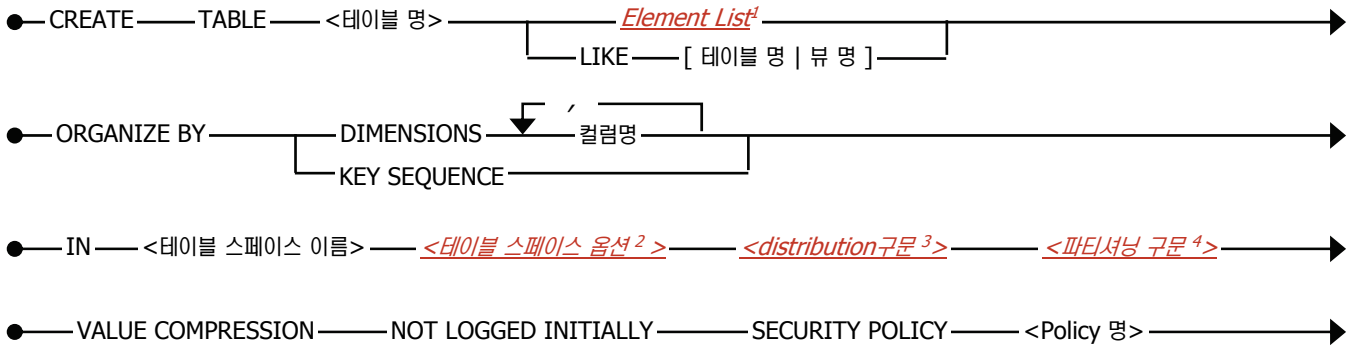 CREATE TABLE <테이블 명> Element List1
LIKE [ 테이블 명 | 뷰 명 ]
,
ORGANIZE BY DIMENSIONS 컬럼명
KEY SEQUENCE
IN <테이블 스페이스 이름> <테이블 스페이스 옵션 2 > <distribution구문 3> <파티셔닝 구문 4>
VALUE COMPRESSION NOT LOGGED INITIALLY SECURITY POLICY <Policy 명>